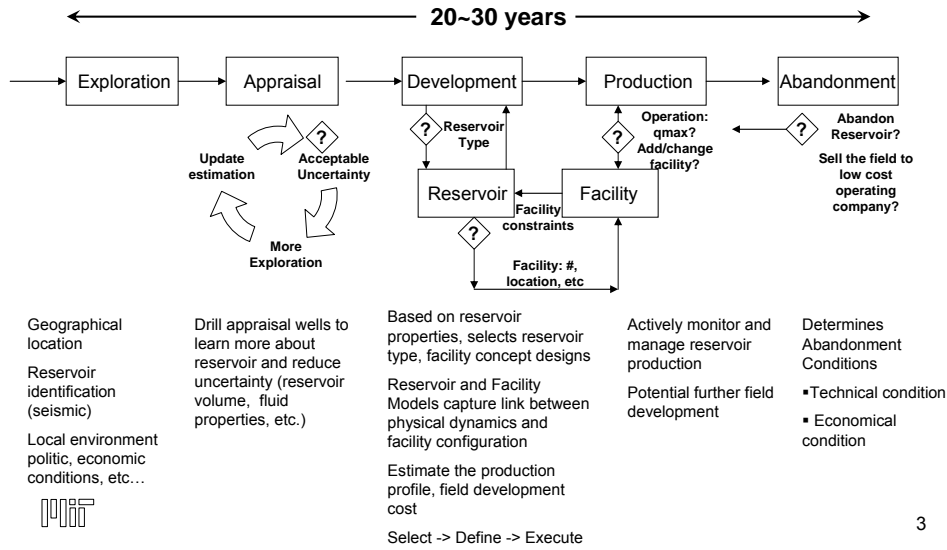 20~30 years
Exploration
Appraisal
Development
Production
Abandonment
?
Update
estimation
Acceptable
Uncertainty
More
Exploration
?
Reservoir
Type
Reservoir
?
Facility
constraints
Facility
Facility: #,
location, etc
?
Operation:
qmax?
Add/change
facility?
?
Abandon
Reservoir?
Sell the field to
low cost
operating
company?
Geographical
location
Reservoir
identification
(seismic)
Local environment
politic, economic
conditions, etc…
Drill appraisal wells to
learn more about
reservoir and reduce
uncertainty (reservoir
volume, fluid
properties, etc.)
Based on reservoir
properties, selects reservoir
type, facility concept designs
Reservoir and Facility
Models capture link between
physical dynamics and
facility configuration
Estimate the production
profile, field development
cost
Select -> Define -> Execute
Actively monitor and
manage reservoir
production
Potential further field
development
Determines
Abandonment
Conditions
▪Technical condition
▪ Economical
condition
MIT
3